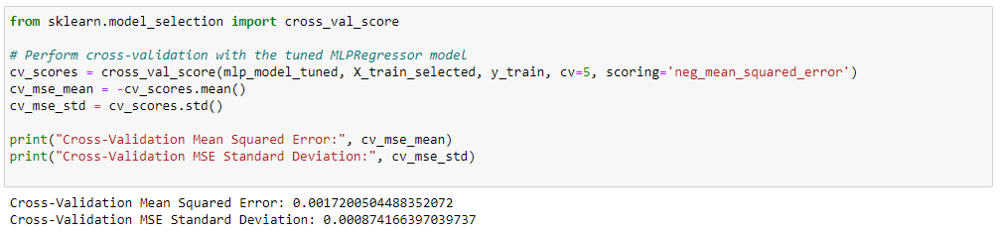 from sklearn.model_selection import cross_val_score
# Perform cross-validation with the tuned MLPRegressor model
cv_scores = cross_val_score(mlp_model_tuned, X_train_selected, y_train, cv=5, scoring='neg_mean_squared_error')
cv_mse_mean = -cv_scores.mean()
cv_mse_std = cv_scores.std()
print("Cross-Validation Mean Squared Error:", cv_mse_mean)
print("Cross-Validation MSE Standard Deviation:", cv_mse_std)
Cross-Validation Mean Squared Error: 0.0017200504488352072
Cross-Validation MSE Standard Deviation: 0.000874166397039737